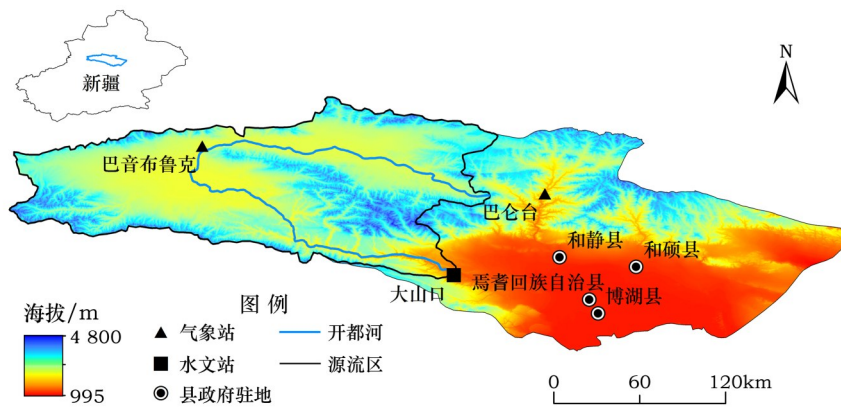 新疆
N
巴音布鲁克
巴仑台
和静县
和硕县
焉耆回族自治县
大山口
博湖县
海拔/m
4 800
995
图 例
气象站
开都河
水文站
源流区
县政府驻地
0 60 120km